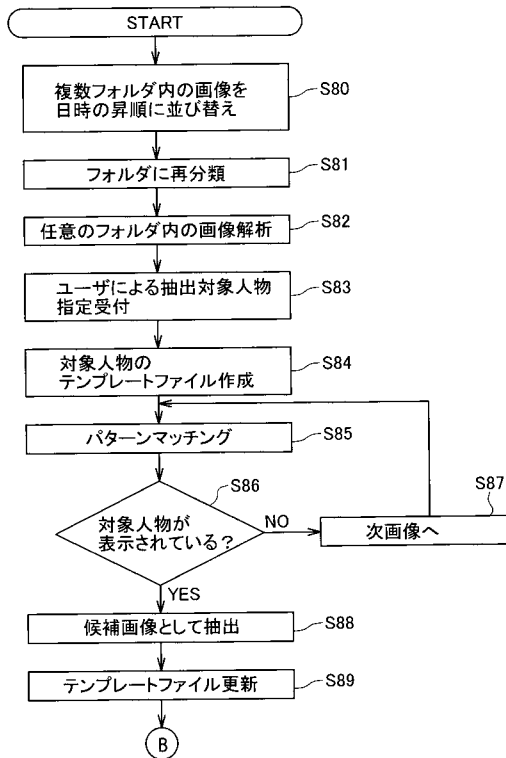 START
複数フォルダ内の画像を
日時の昇順に並び替え
S80
フォルダに再分類
S81
任意のフォルダ内の画像解析
S82
ユーザによる抽出対象人物
指定受付
S83
対象人物の
テンプレートファイル作成
S84
パターンマッチング
S85
対象人物が
表示されている？
S86
NO
次画像へ
S87
YES
候補画像として抽出
S88
テンプレートファイル更新
S89
B